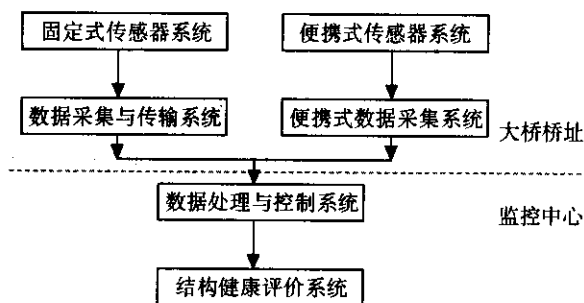 固定式传感器系统
便携式传感器系统
数据采集与传输系统
便携式数据采集系统
大桥桥址
数据处理与控制系统
监控中心
结构健康评价系统